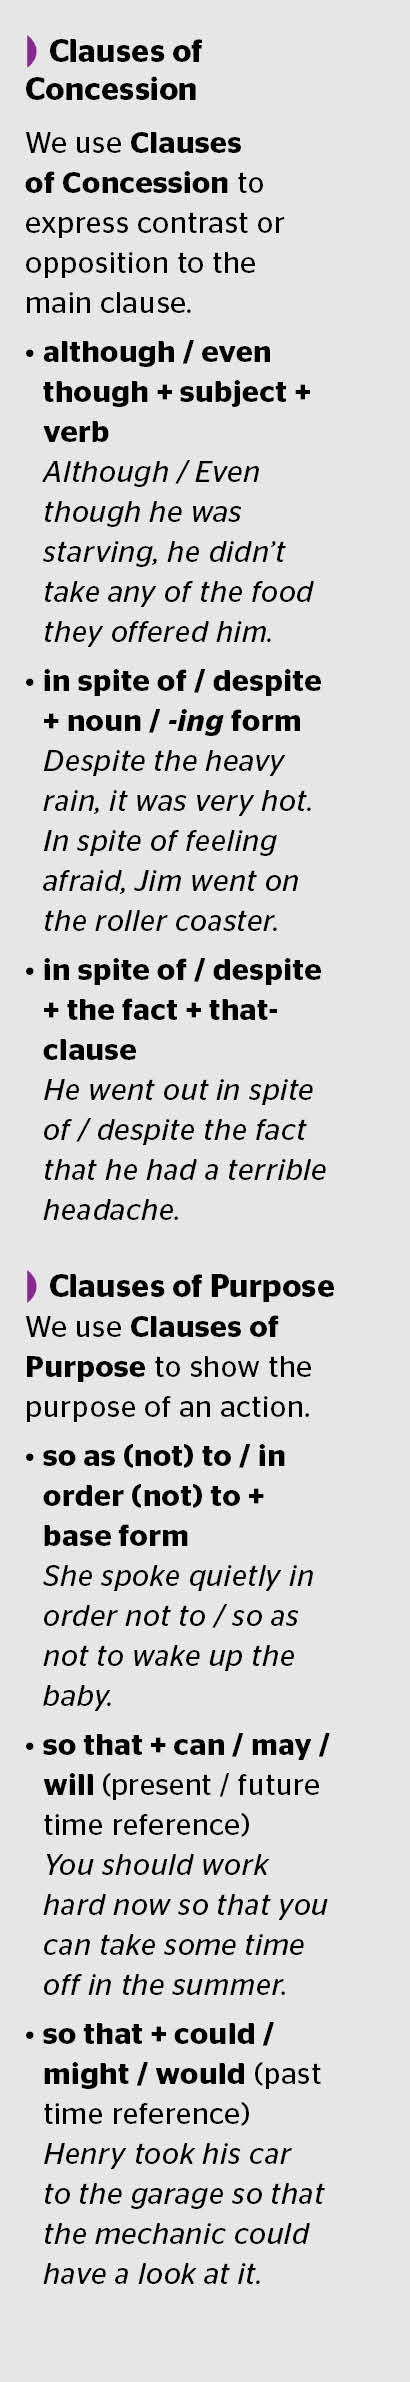 Clauses of
Concession
We use Clauses
of Concession to
express contrast or
opposition to the
main clause.
• although / even
though + subject +
verb
Although / Even
though he was
starving, he didn’t
take any of the food
they offered him.
• in spite of / despite
+ noun / -ing form
Despite the heavy
rain, it was very hot.
In spite of feeling
afraid, Jim went on
the roller coaster.
• in spite of / despite
+ the fact + that-
clause
He went out in spite
of / despite the fact
that he had a terrible
headache.
Clauses of Purpose
We use Clauses of
Purpose to show the
purpose of an action.
• so as (not) to / in
order (not) to +
base form
She spoke quietly in
order not to / so as
not to wake up the
baby.
• so that + can / may /
will (present / future
time reference)
You should work
hard now so that you
can take some time
off in the summer.
• so that + could /
might / would (past
time reference)
Henry took his car
to the garage so that
the mechanic could
have a look at it.